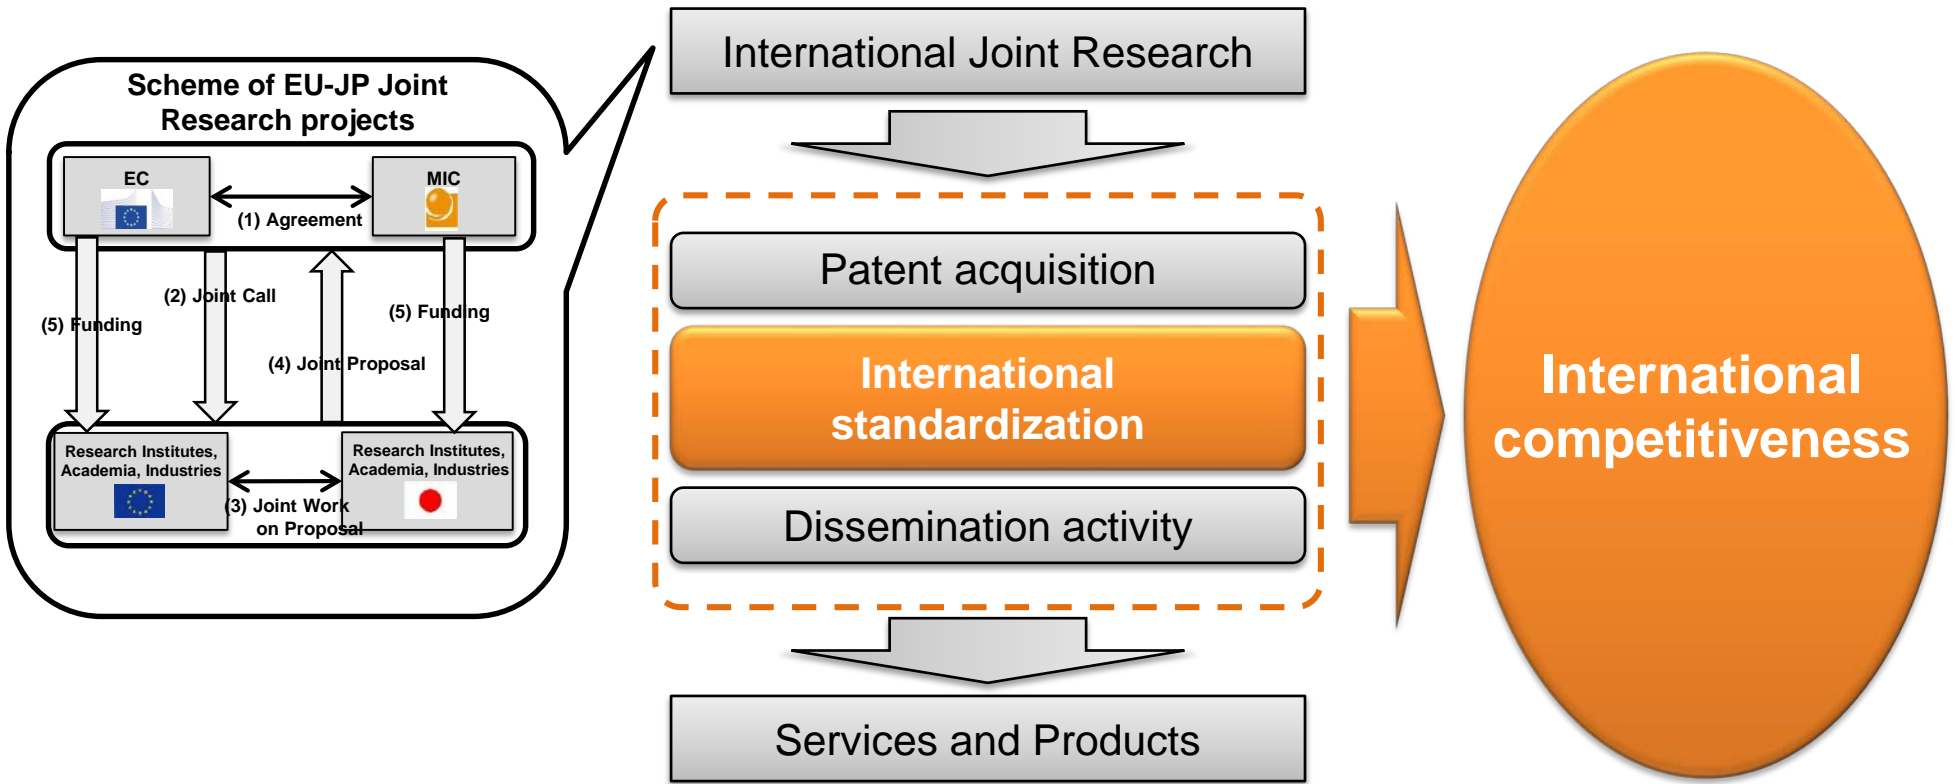 Scheme of EU-JP Joint
Research projects
EC
MIC
(1) Agreement
(2) Joint Call
(5) Funding
(5) Funding
(4) Joint Proposal
Research Institutes,
Academia, Industries
Research Institutes,
Academia, Industries
(3) Joint Work
on Proposal
International Joint Research
Patent acquisition
International
standardization
Dissemination activity
Services and Products
International
competitiveness